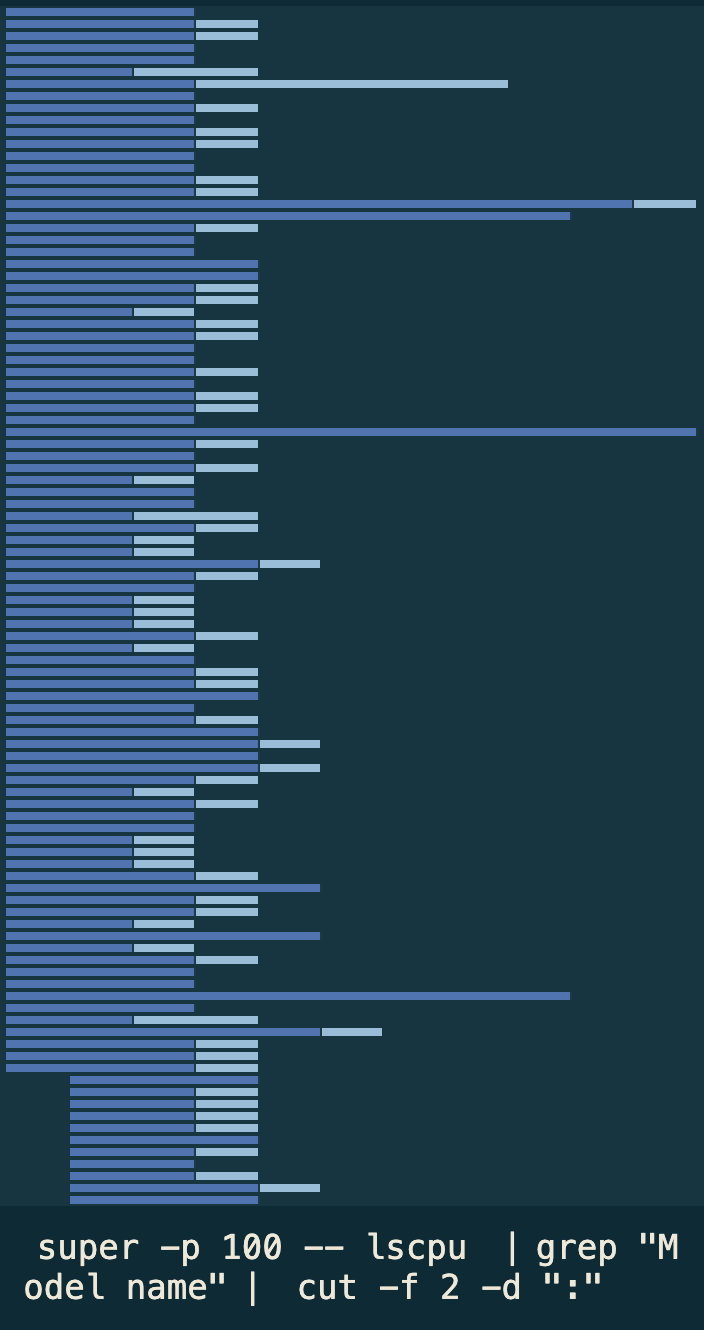 super -p 100 -- lscpu | grep "M
odel name" | cut -f 2 -d ":"